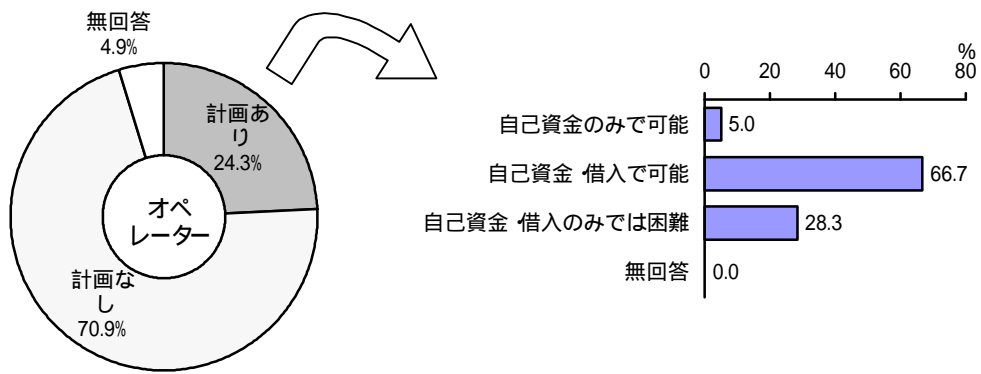 無回答
4.9%
計画あ
り
24.3%
オペ
レーター
計画な
し
70.9%
%
0 20 40 60 80
自己資金のみで可能 5.0
自己資金・借入で可能 66.7
自己資金・借入のみでは困難 28.3
無回答 0.0